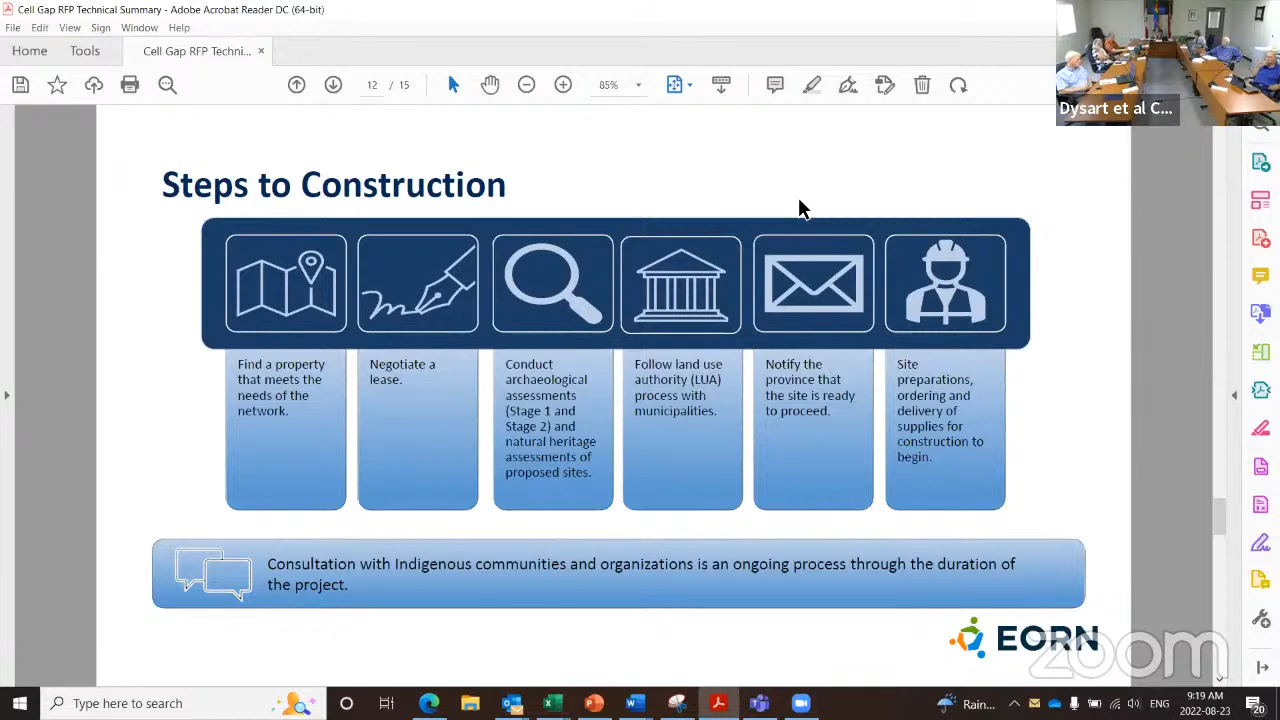 Cell Gap RFP Technical Summary - Adobe Acrobat Reader DC (64-bit)
File Edit View Sign Window Help
Home Tools Cell Gap RFP Techni... ×
12 / 15 85%
Dysart et al C...
Steps to Construction
Find a property
that meets the
needs of the
network.
Negotiate a
lease.
Conduct
archaeological
assessments
(Stage 1 and
Stage 2) and
natural heritage
assessments of
proposed sites.
Follow land use
authority (LUA)
process with
municipalities.
Notify the
province that
the site is ready
to proceed.
Site
preparations,
ordering and
delivery of
supplies for
construction to
begin.
Consultation with Indigenous communities and organizations is an ongoing process through the duration of
the project.
EORN
zoom
Type here to search
Rain...
ENG
9:19 AM
2022-08-23
20